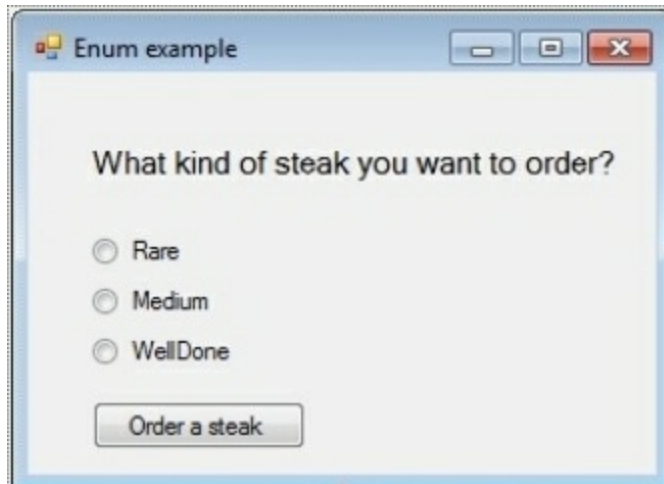 Enum example
What kind of steak you want to order?
Rare
Medium
WellDone
Order a steak